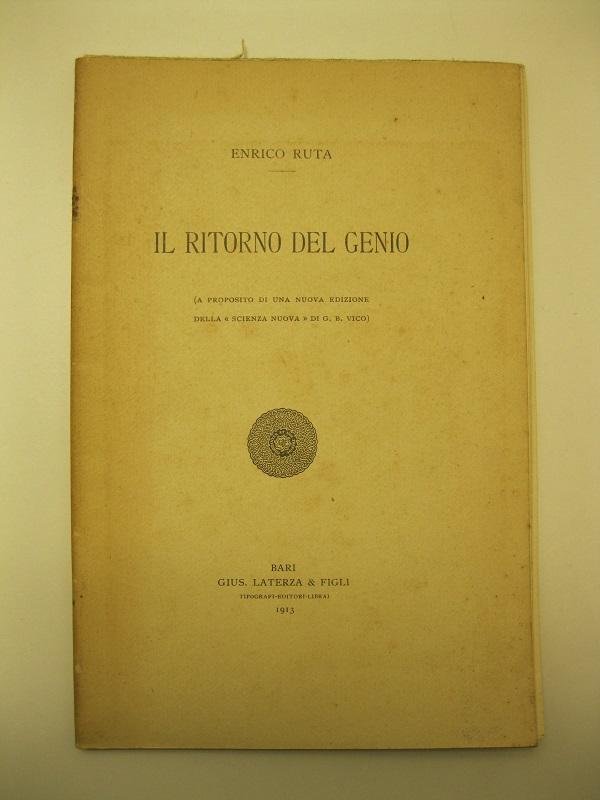 ENRICO RUTA
IL RITORNO DEL GENIO
(A PROPOSITO DI UNA NUOVA EDIZIONE
DELLA « SCIENZA NUOVA » DI G. B. VICO)
BARI
GIUS. LATERZA & FIGLI
TIPOGRAFI-EDITORI-LIBRAI
1913